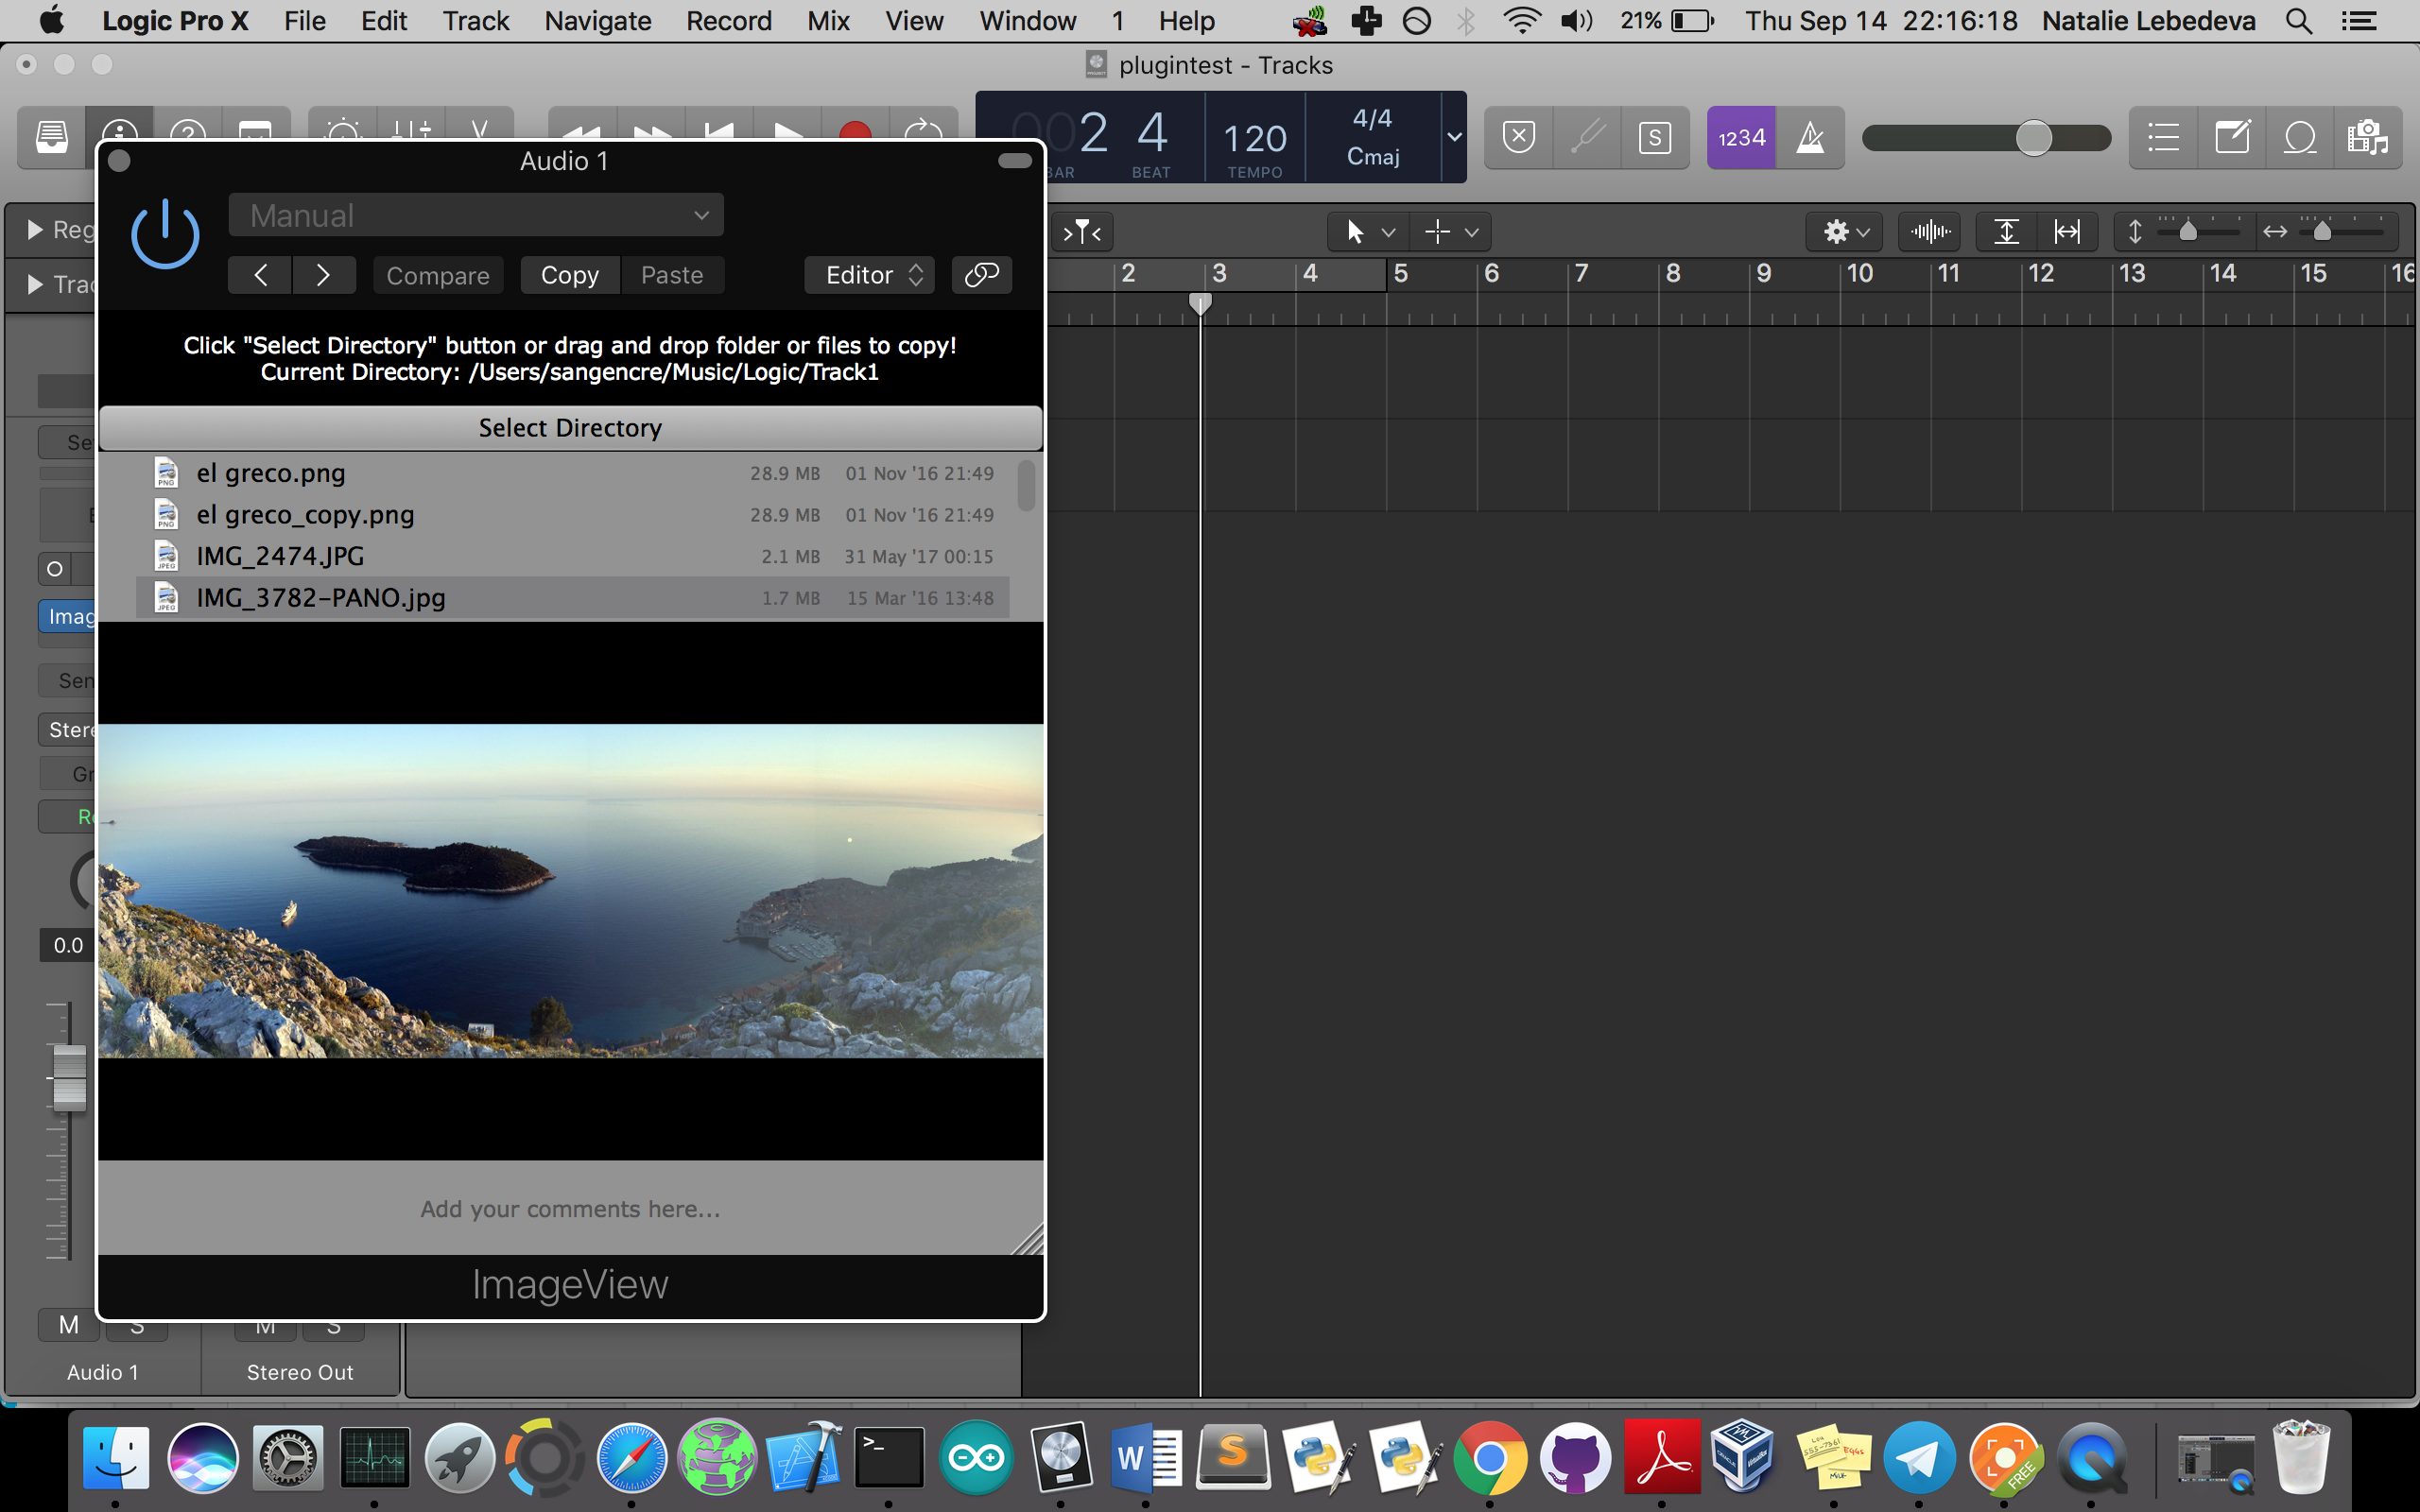 Logic Pro X File Edit Track Navigate Record Mix View Window 1 Help 21% Thu Sep 14 22:16:18 Natalie Lebedeva
plugintest - Tracks
002 4 120 4/4
Cmaj
BAR BEAT TEMPO
S 1234
Audio 1
Manual
Compare Copy Paste Editor
Reg
Trac
2 3 4 5 6 7 8 9 10 11 12 13 14 15 16
Click "Select Directory" button or drag and drop folder or files to copy!
Current Directory: /Users/sangencre/Music/Logic/Track1
Select Directory
el greco.png 28.9 MB 01 Nov '16 21:49
el greco_copy.png 28.9 MB 01 Nov '16 21:49
IMG_2474.JPG 2.1 MB 31 May '17 00:15
IMG_3782-PANO.jpg 1.7 MB 15 Mar '16 13:48
Se
E
Imag
Sen
Stere
Gr
R
0.0
Add your comments here...
ImageView
M S M S
Audio 1 Stereo Out